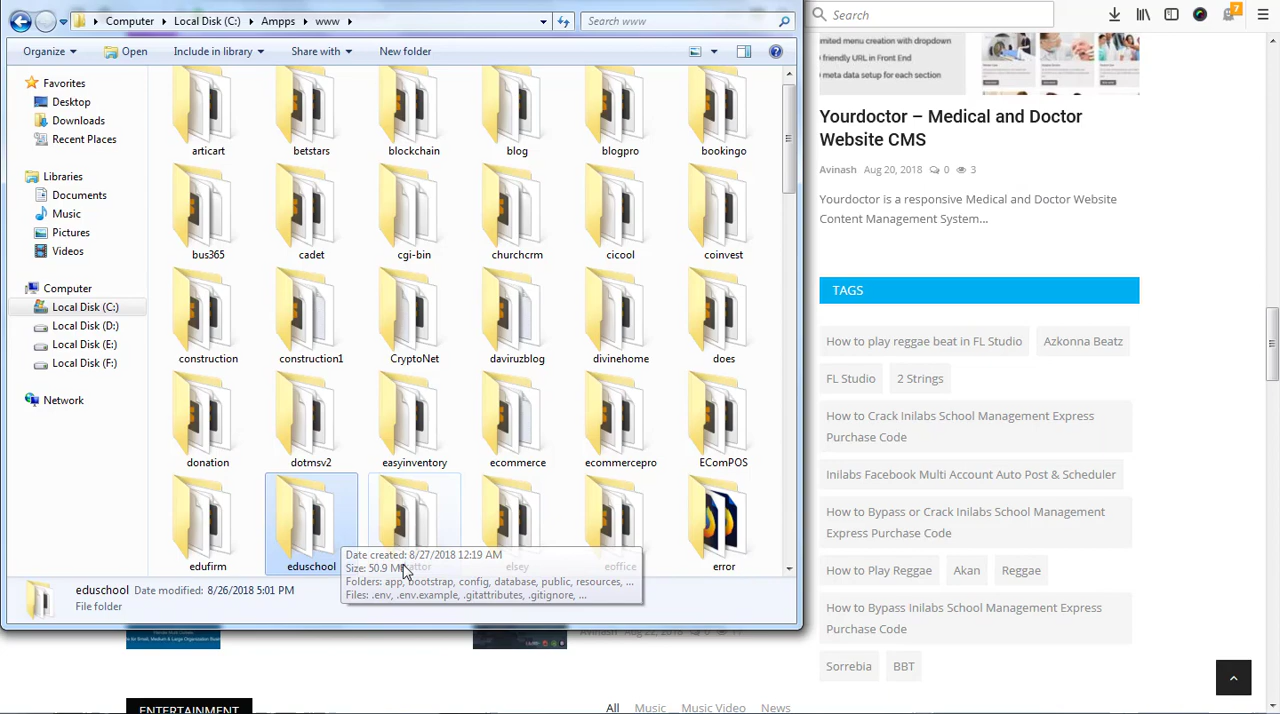 Computer
Local Disk (C:)
Ampps
www
Search www
Search
7
Organize
Open
Include in library
Share with
New folder
Favorites
Desktop
Downloads
Recent Places
Libraries
Documents
Music
Pictures
Videos
Computer
Local Disk (C:)
Local Disk (D:)
Local Disk (E:)
Local Disk (F:)
Network
articart
betstars
blockchain
blog
blogpro
bookingo
bus365
cadet
cgi-bin
churchcrm
cicool
coinvest
construction
construction1
CryptoNet
daviruzblog
divinehome
does
donation
dotmsv2
easyinventory
ecommerce
ecommercepro
EComPOS
edufirm
eduschool
error
Date created: 8/27/2018 12:19 AM
Size: 50.9
Folders: app, bootstrap, config, database, public, resources, ...
Files: .env, .env.example, .gitattributes, .gitignore, ...
eduschool Date modified: 8/26/2018 5:01 PM
File folder
limited menu creation with dropdown
friendly URL in Front End
meta data setup for each section
Yourdoctor – Medical and Doctor
Website CMS
Avinash Aug 20, 2018 0 3
Yourdoctor is a responsive Medical and Doctor Website
Content Management System…
TAGS
How to play reggae beat in FL Studio
Azkonna Beatz
FL Studio
2 Strings
How to Crack Inilabs School Management Express
Purchase Code
Inilabs Facebook Multi Account Auto Post & Scheduler
How to Bypass or Crack Inilabs School Management
Express Purchase Code
How to Play Reggae
Akan
Reggae
How to Bypass Inilabs School Management Express
Purchase Code
Sorrebia
BBT
Avinash Aug 22, 2018 0
ENTERTAINMENT
All Music Music Video News